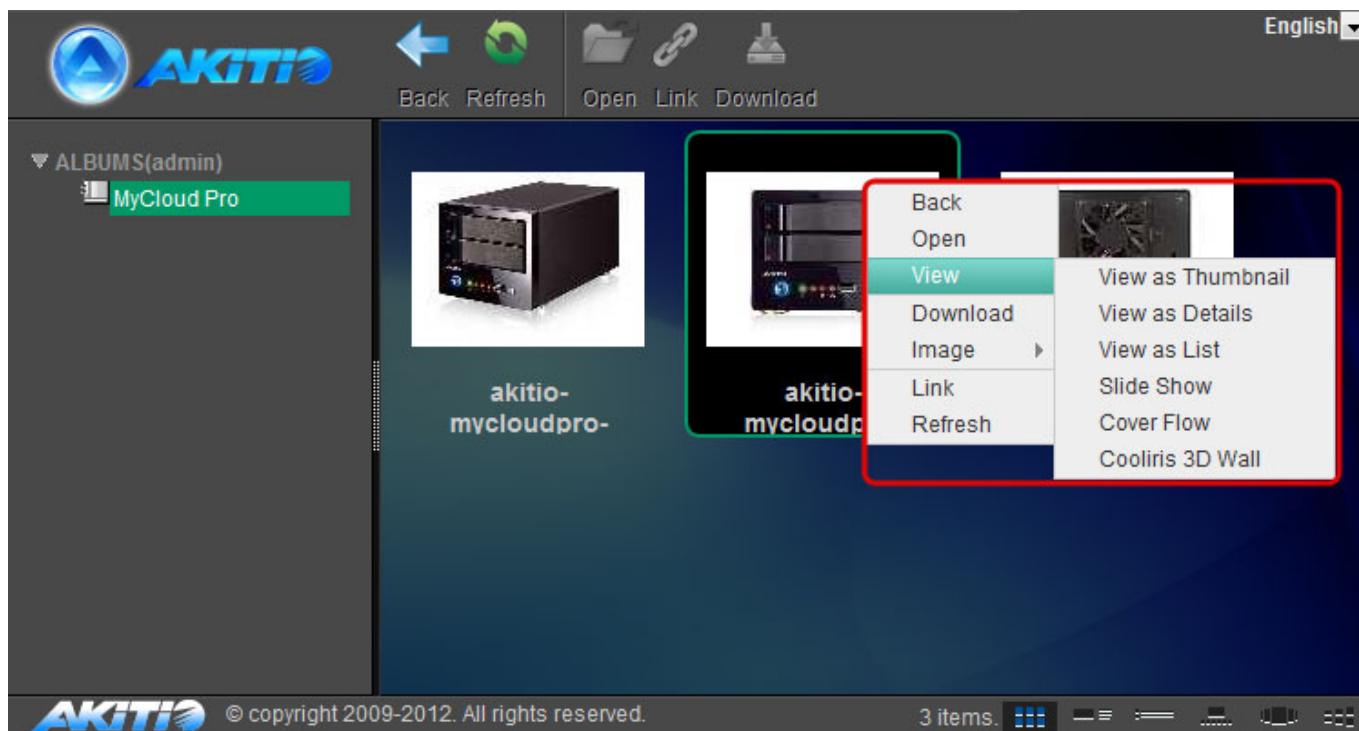 AKiTiO
Back Refresh Open Link Download
English
ALBUMS(admin)
MyCloud Pro
akitio-
mycloudpro-
akitio-
mycloudp
Back
Open
View
Download
Image
Link
Refresh
View as Thumbnail
View as Details
View as List
Slide Show
Cover Flow
Cooliris 3D Wall
AKiTiO © copyright 2009-2012. All rights reserved. 3 items.